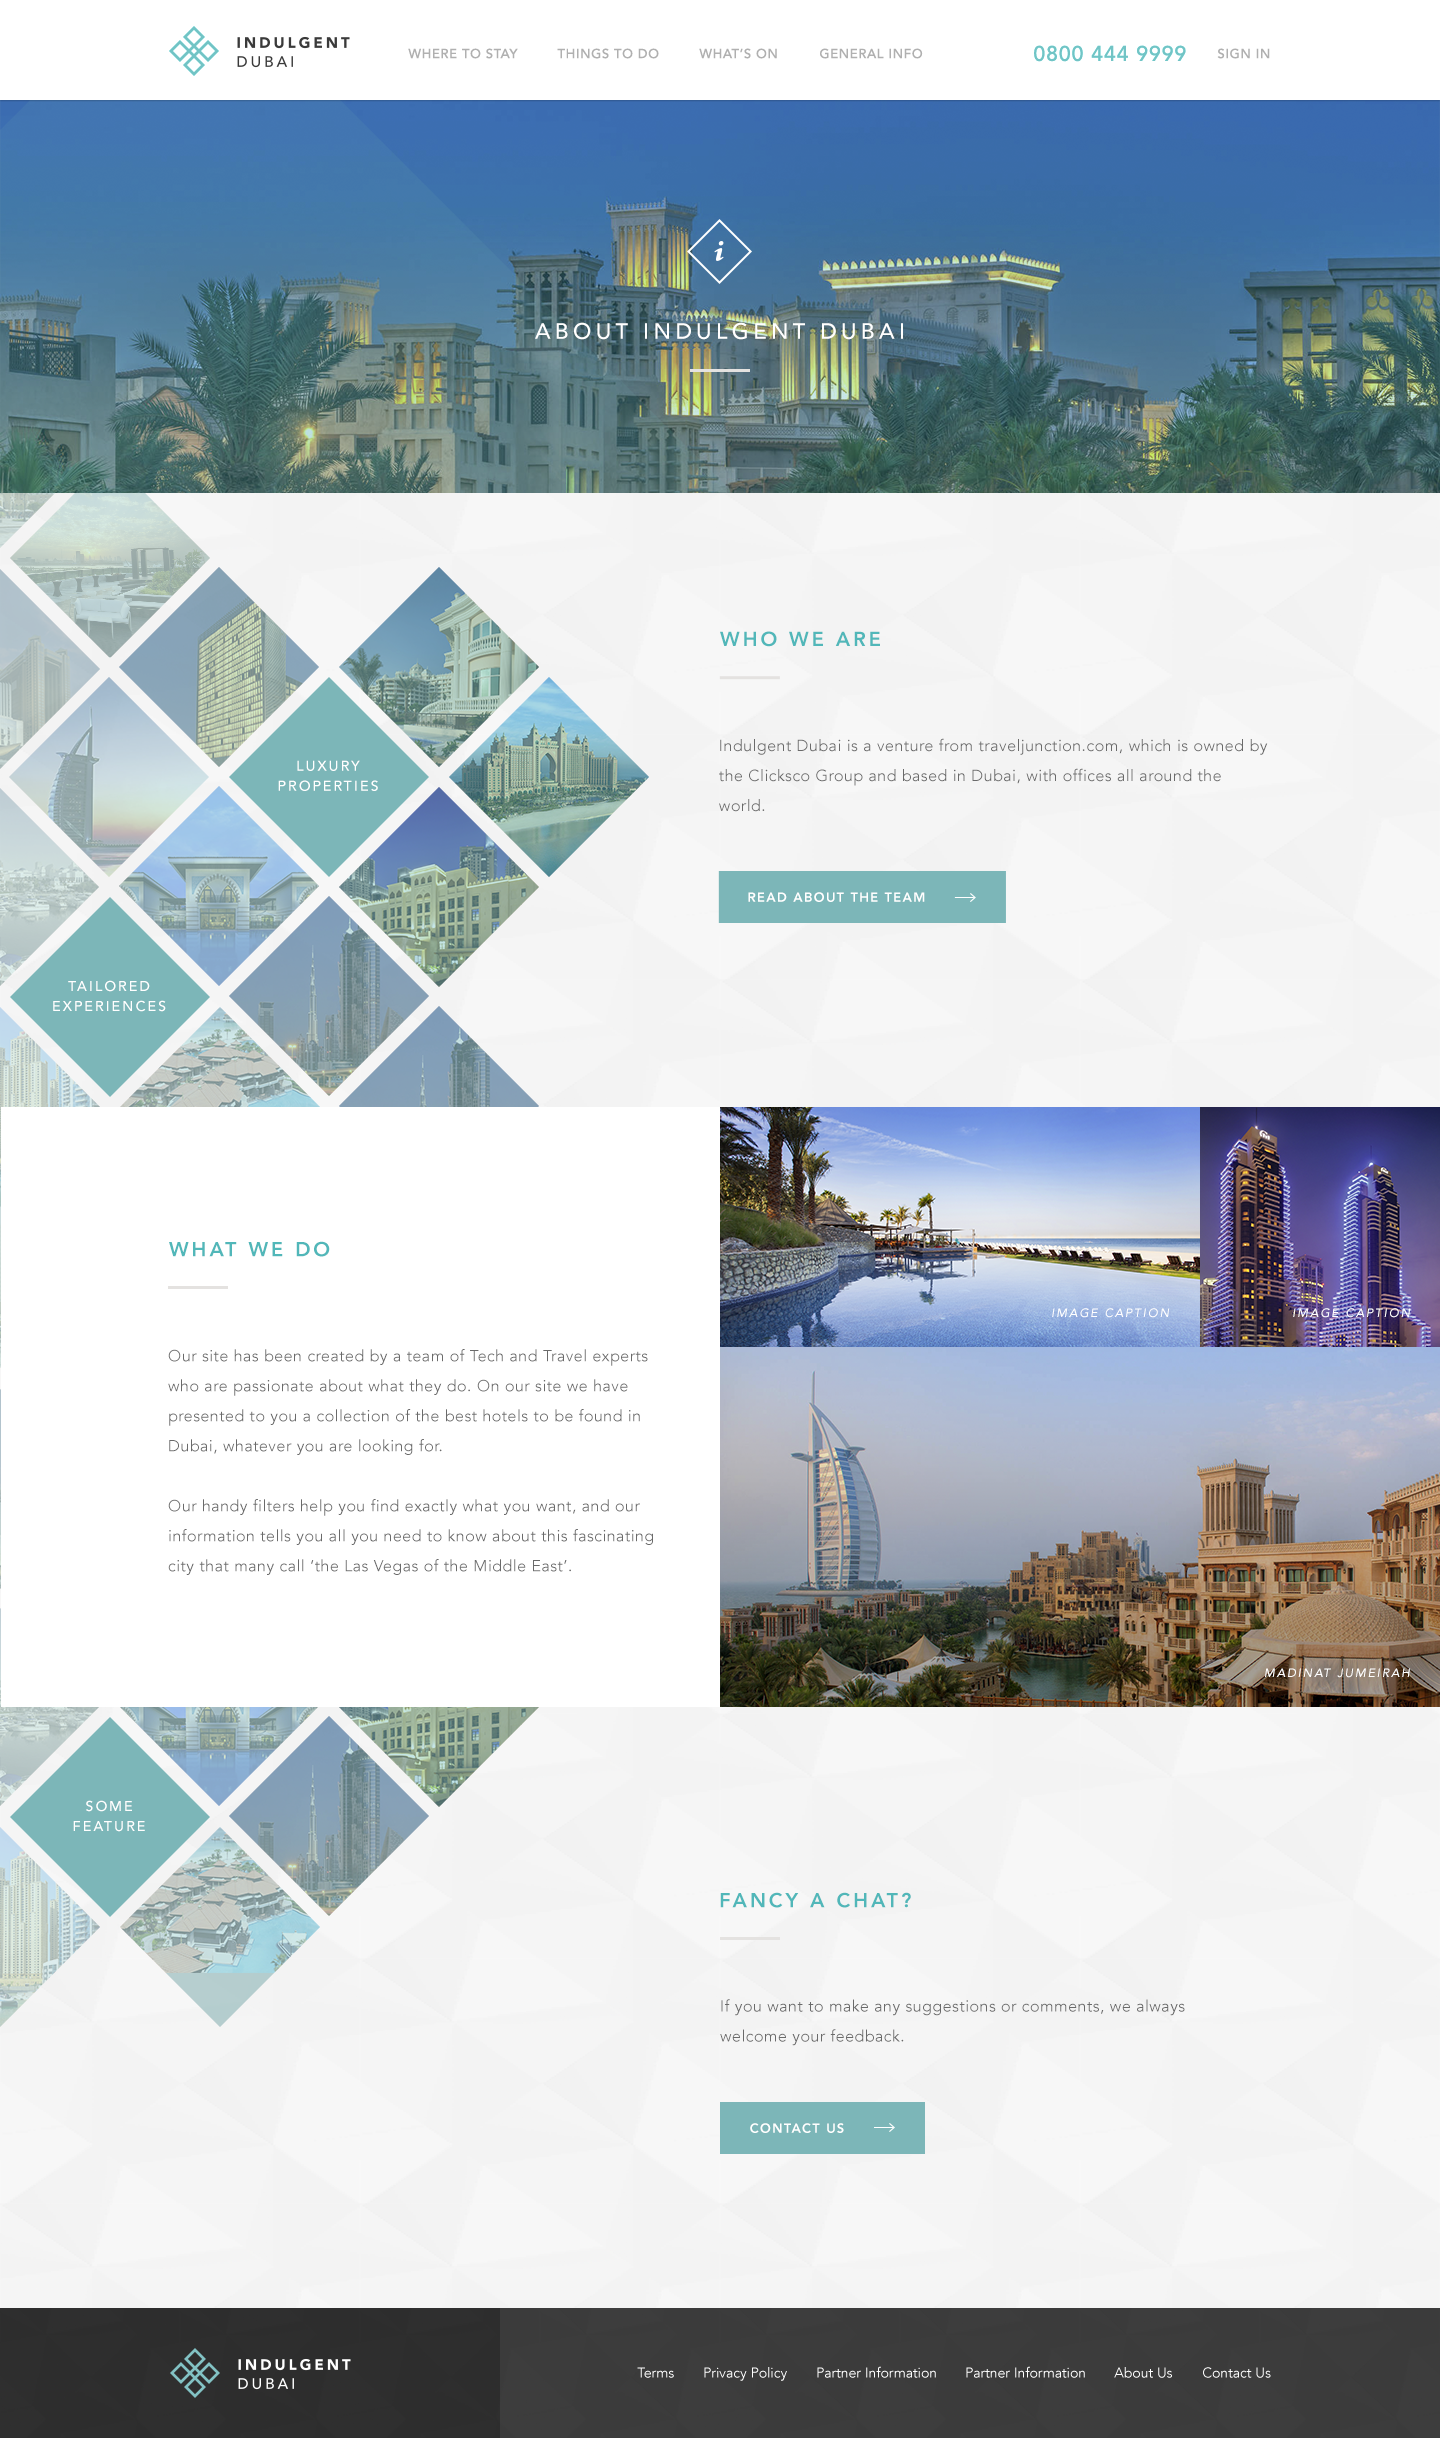 INDULGENT
DUBAI
WHERE TO STAY
THINGS TO DO
WHAT'S ON
GENERAL INFO
0800 444 9999
SIGN IN
i
ABOUT INDULGENT DUBAI
LUXURY
PROPERTIES
TAILORED
EXPERIENCES
WHO WE ARE
Indulgent Dubai is a venture from traveljunction.com, which is owned by
the Clicksco Group and based in Dubai, with offices all around the
world.
READ ABOUT THE TEAM
WHAT WE DO
Our site has been created by a team of Tech and Travel experts
who are passionate about what they do. On our site we have
presented to you a collection of the best hotels to be found in
Dubai, whatever you are looking for.
Our handy filters help you find exactly what you want, and our
information tells you all you need to know about this fascinating
city that many call ‘the Las Vegas of the Middle East’.
IMAGE CAPTION
IMAGE CAPTION
MADINAT JUMEIRAH
SOME
FEATURE
FANCY A CHAT?
If you want to make any suggestions or comments, we always
welcome your feedback.
CONTACT US
INDULGENT
DUBAI
Terms
Privacy Policy
Partner Information
Partner Information
About Us
Contact Us